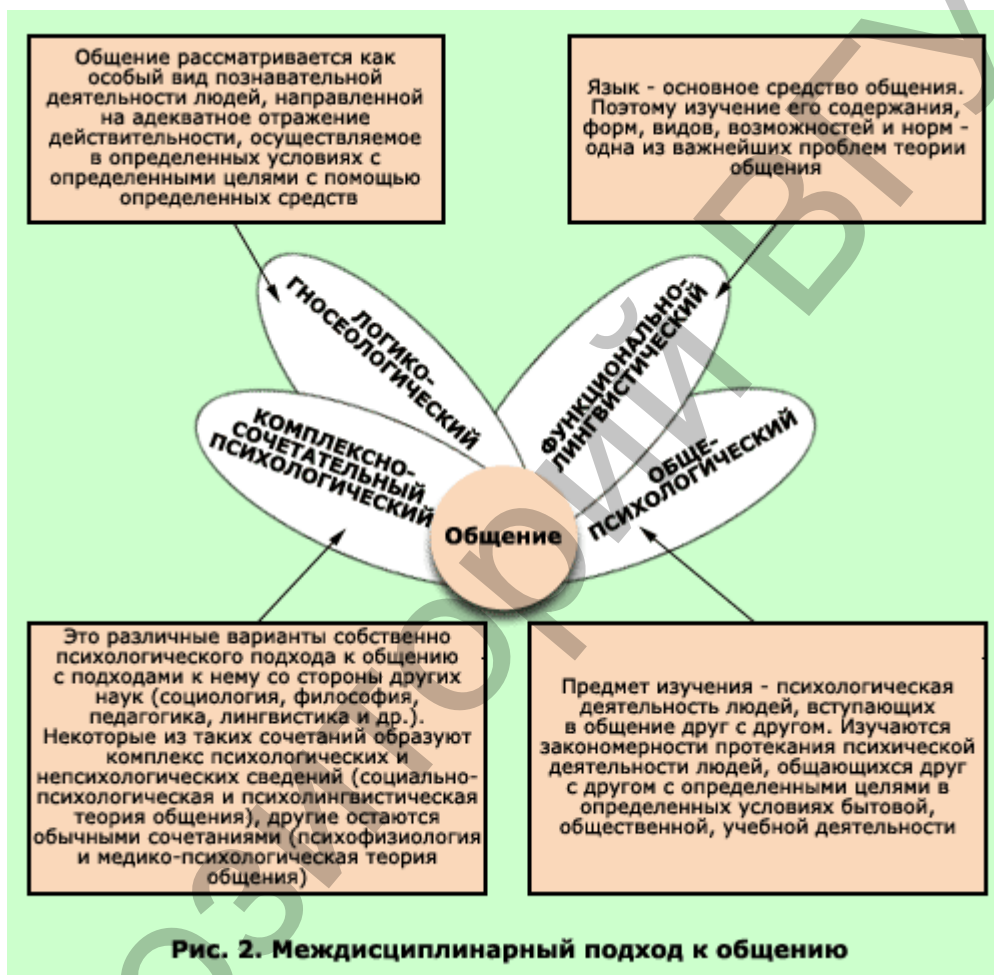 Общение рассматривается как
особый вид познавательной
деятельности людей, направленной
на адекватное отражение
действительности, осуществляемое
в определенных условиях с
определенными целями с помощью
определенных средств
Язык - основное средство общения.
Поэтому изучение его содержания,
форм, видов, возможностей и норм -
одна из важнейших проблем теории
общения
ЛОГИКО-
ГНОСЕОЛОГИЧЕСКИЙ
ФУНКЦИОНАЛЬНО-
ЛИНГВИСТИЧЕСКИЙ
КОМПЛЕКСНО-
СОЧЕТАТЕЛЬНЫЙ
ПСИХОЛОГИЧЕСКИЙ
ОБЩЕ-
ПСИХОЛОГИЧЕСКИЙ
Общение
Это различные варианты собственно
психологического подхода к общению
с подходами к нему со стороны других
наук (социология, философия,
педагогика, лингвистика и др.).
Некоторые из таких сочетаний образуют
комплекс психологических и
непсихологических сведений (социально-
психологическая и психолингвистическая
теория общения), другие остаются
обычными сочетаниями (психофизиология
и медико-психологическая теория
общения)
Предмет изучения - психологическая
деятельность людей, вступающих
в общение друг с другом. Изучаются
закономерности протекания психической
деятельности людей, общающихся друг
с другом с определенными целями в
определенных условиях бытовой,
общественной, учебной деятельности
Рис. 2. Междисциплинарный подход к общению
озиторий ВГУ